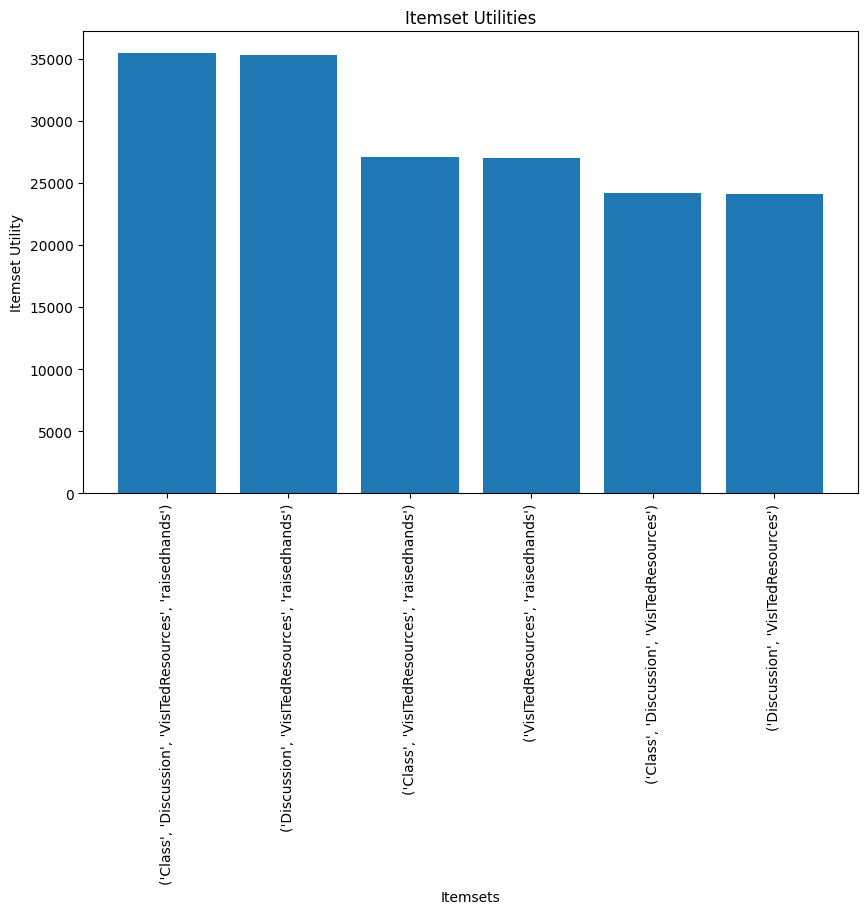 Itemset Utilities
Item Utility
35000
30000
25000
20000
15000
10000
5000
0
('Class', 'Discussion', 'VisITedResources', 'raisedhands')
('Discussion', 'VisITedResources', 'raisedhands')
('Class', 'VisITedResources', 'raisedhands')
('VisITedResources', 'raisedhands')
('Class', 'Discussion', 'VisITedResources')
('Discussion', 'VisITedResources')
Itemsets